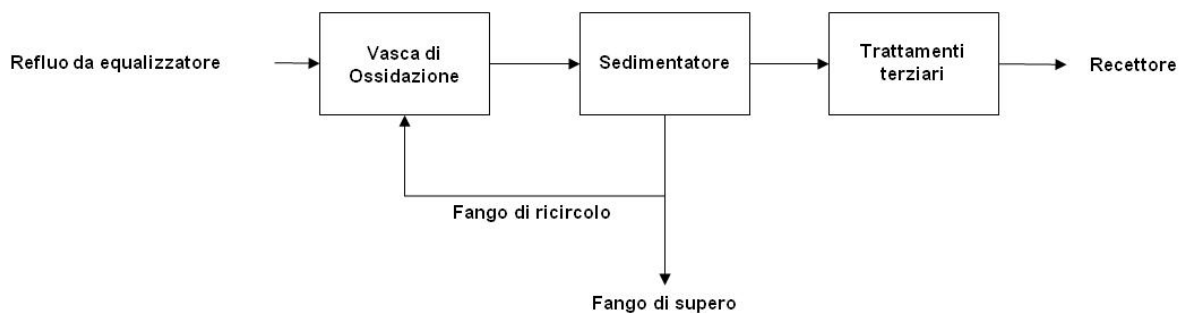 Refluo da equalizzatore
Vasca di
Ossidazione
Sedimentatore
Trattamenti
terziari
Recettore
Fango di ricircolo
Fango di supero